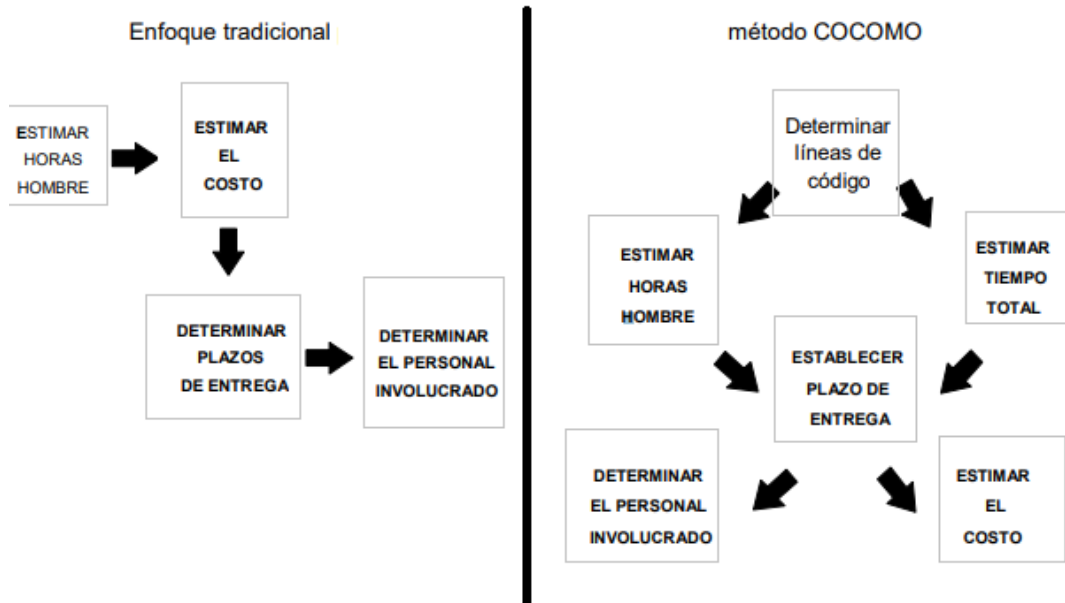 Enfoque tradicional
ESTIMAR
HORAS
HOMBRE
ESTIMAR
EL
COSTO
DETERMINAR
PLAZOS
DE ENTREGA
DETERMINAR
EL PERSONAL
INVOLUCRADO
método COCOMO
Determinar
líneas de
código
ESTIMAR
HORAS
HOMBRE
ESTIMAR
TIEMPO
TOTAL
ESTABLECER
PLAZO DE
ENTREGA
DETERMINAR
EL PERSONAL
INVOLUCRADO
ESTIMAR
EL
COSTO